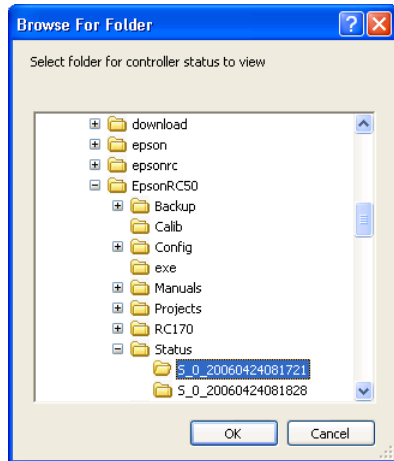 Browse For Folder
Select folder for controller status to view
download
epson
epsonrc
EpsonRC50
Backup
Calib
Config
exe
Manuals
Projects
RC170
Status
S_0_20060424081721
S_0_20060424081828
OK Cancel